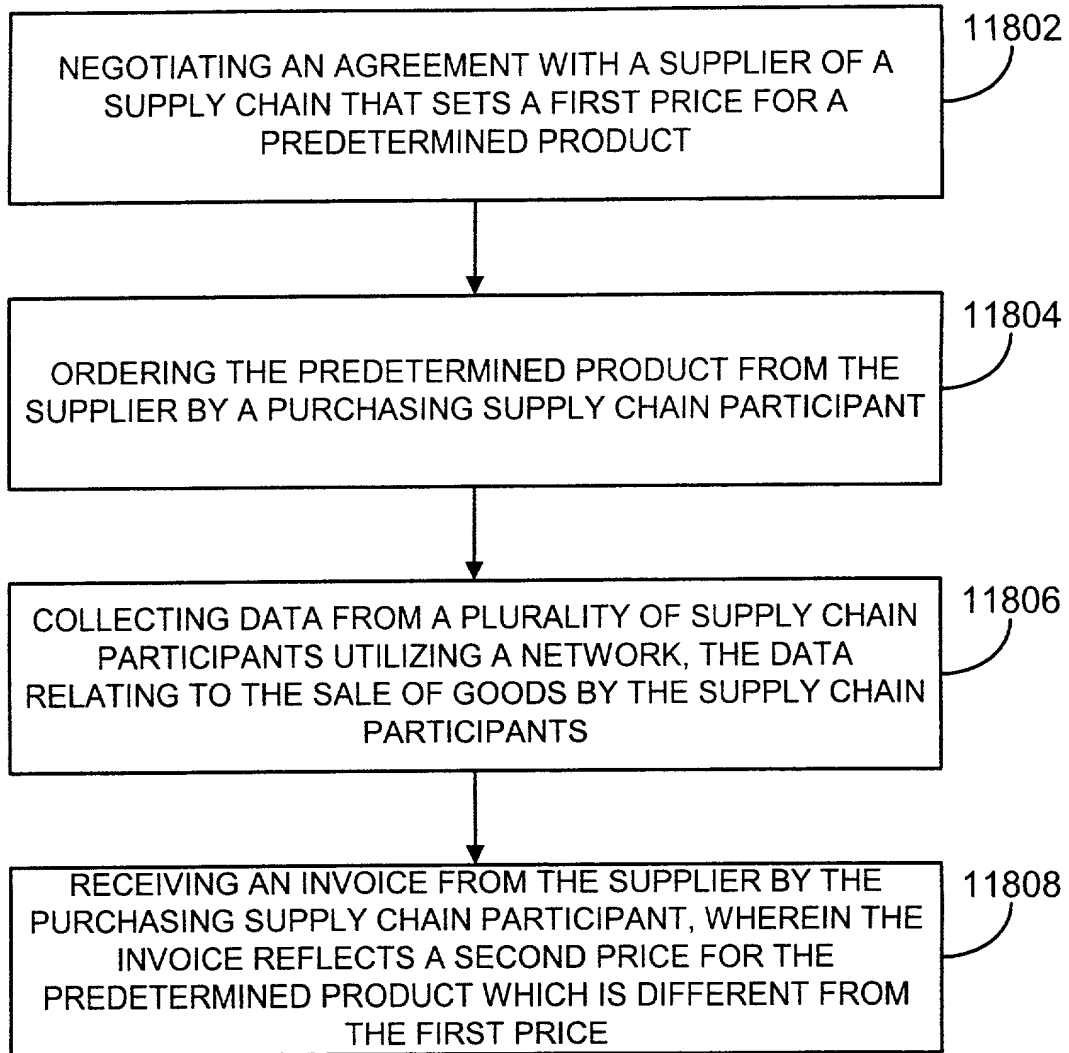 11802
NEGOTIATING AN AGREEMENT WITH A SUPPLIER OF A
SUPPLY CHAIN THAT SETS A FIRST PRICE FOR A
PREDETERMINED PRODUCT
11804
ORDERING THE PREDETERMINED PRODUCT FROM THE
SUPPLIER BY A PURCHASING SUPPLY CHAIN PARTICIPANT
11806
COLLECTING DATA FROM A PLURALITY OF SUPPLY CHAIN
PARTICIPANTS UTILIZING A NETWORK, THE DATA
RELATING TO THE SALE OF GOODS BY THE SUPPLY CHAIN
PARTICIPANTS
11808
RECEIVING AN INVOICE FROM THE SUPPLIER BY THE
PURCHASING SUPPLY CHAIN PARTICIPANT, WHEREIN THE
INVOICE REFLECTS A SECOND PRICE FOR THE
PREDETERMINED PRODUCT WHICH IS DIFFERENT FROM
THE FIRST PRICE